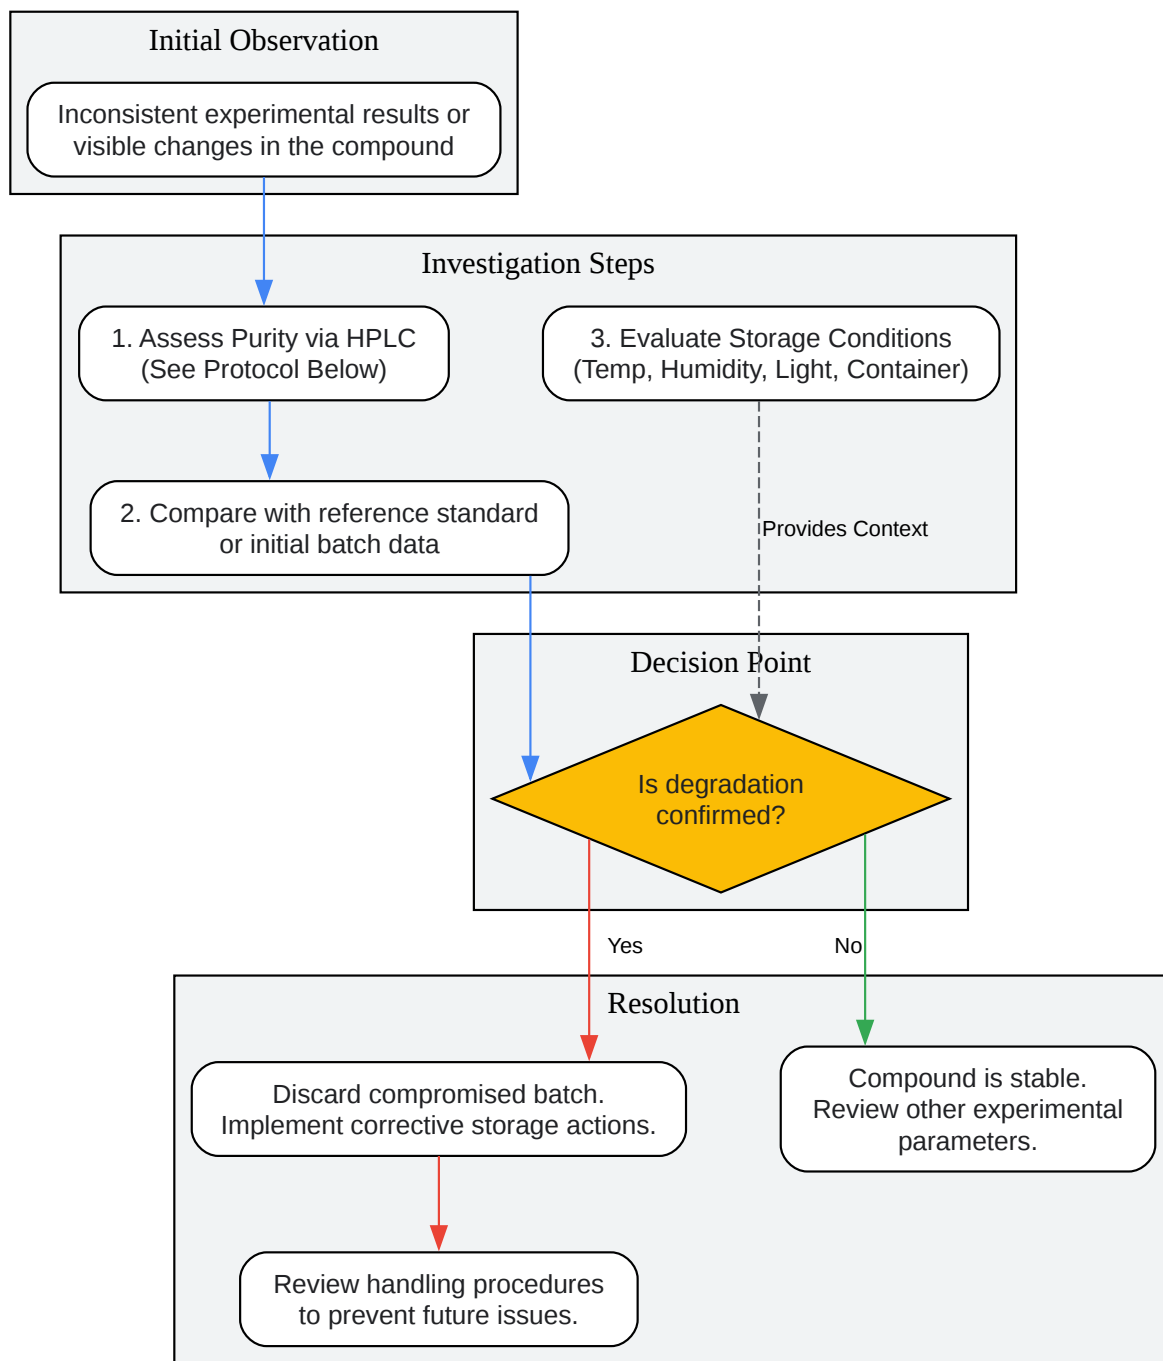 Initial Observation
Inconsistent experimental results or
visible changes in the compound
Investigation Steps
1. Assess Purity via HPLC
(See Protocol Below)
3. Evaluate Storage Conditions
(Temp, Humidity, Light, Container)
2. Compare with reference standard
or initial batch data
Provides Context
Decision Point
Is degradation
confirmed?
Yes
No
Resolution
Discard compromised batch.
Implement corrective storage actions.
Compound is stable.
Review other experimental
parameters.
Review handling procedures
to prevent future issues.